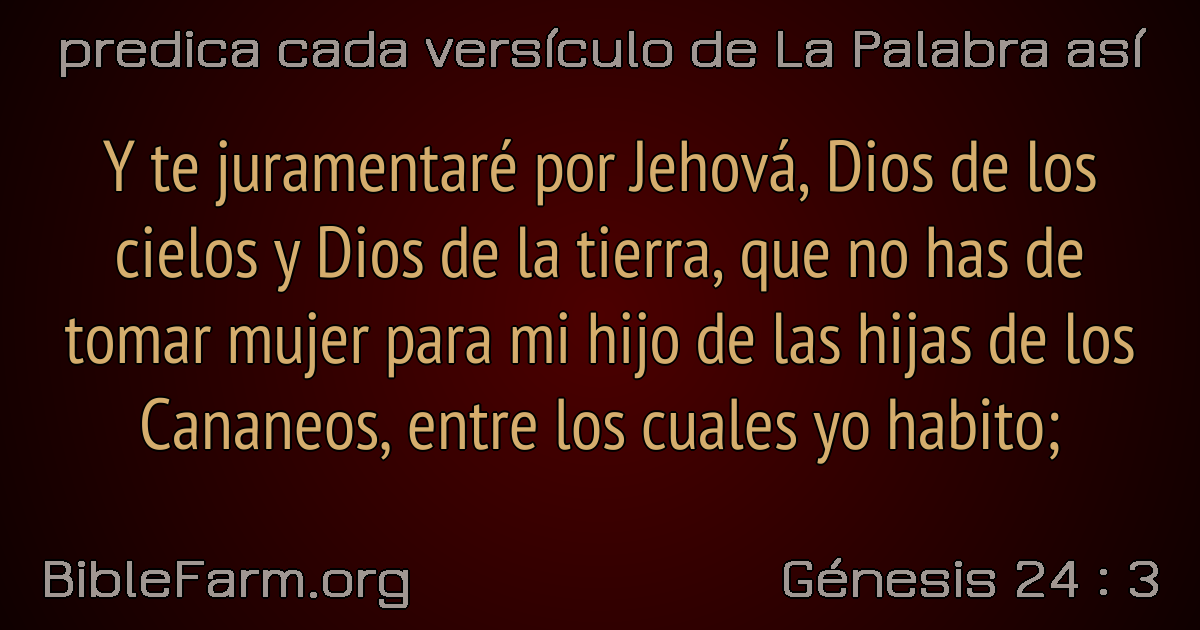 predica cada versículo de La Palabra así
Y te juramentaré por Jehová, Dios de los
cielos y Dios de la tierra, que no has de
tomar mujer para mi hijo de las hijas de los
Cananeos, entre los cuales yo habito;
BibleFarm.org
Génesis 24 : 3